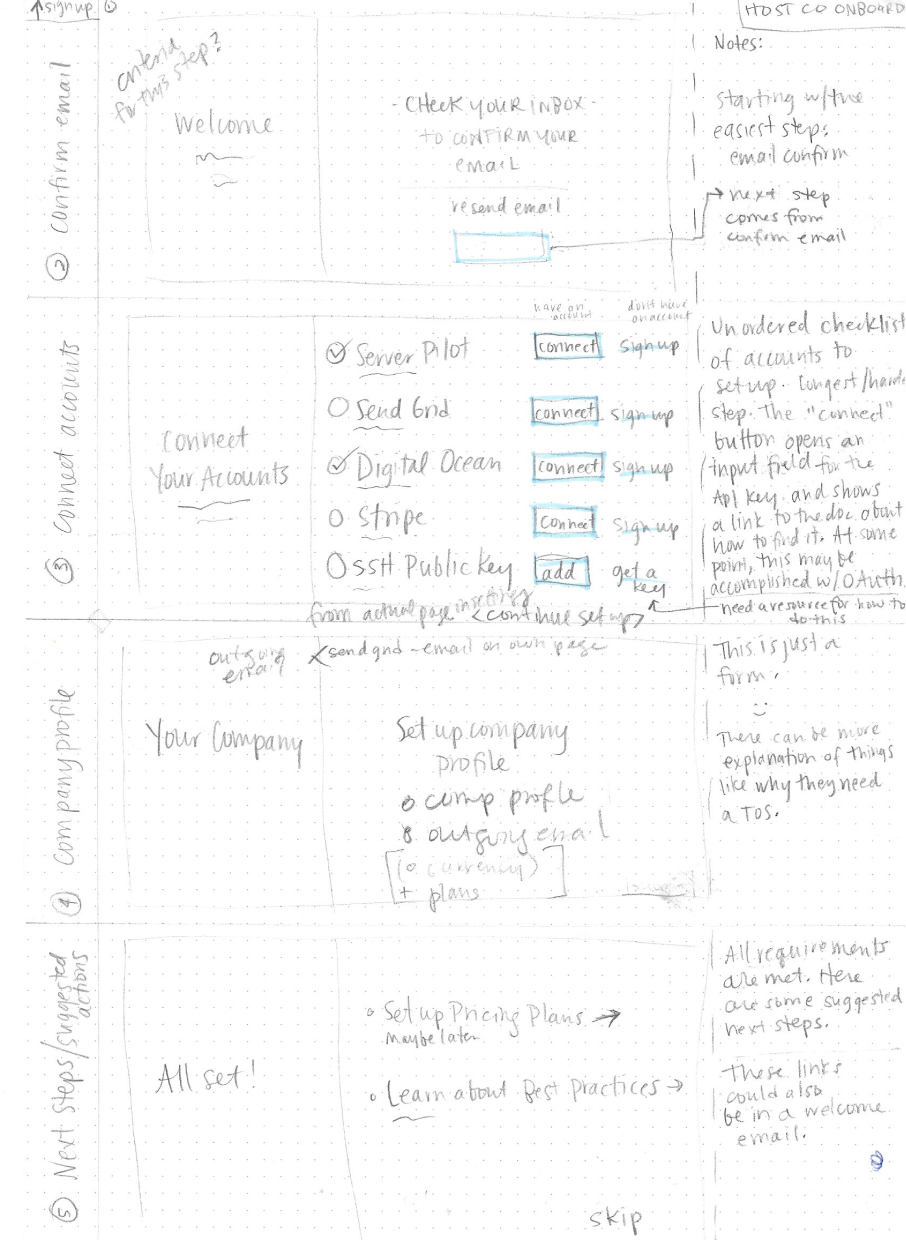 ↑ signup ①
HOST CO ONBOARD
② Confirm email
criteria
for this step?
Welcome
- CHECK YOUR INBOX -
TO CONFIRM YOUR
EMAIL
resend email
Notes:
starting w/the
easiest step:
email confirm
→ next step
comes from
confirm email
③ Connect accounts
Connect
Your Accounts
have an
account
don't have
an account
Server Pilot
connect
sign up
Send Grid
connect
sign up
Digital Ocean
connect
sign up
Stripe
connect
sign up
SSH Public Key
add
get a
key
Unordered checklist
of accounts to
set up. Longest/harde
step. The "connect"
button opens an
input field for the
API key and shows
a link to the doc about
how to find it. At some
point, this may be
accomplished w/OAuth.
need a resource for how to
do this
from actual page in settings
<continue set up>
④ Company profile
outgoing
email
<sendgrid - email on own page
Your Company
Set up company
profile
o comp profile
o outgoing email
(o currency)
+ plans
This is just a
form.
There can be more
explanation of things
like why they need
a TOS.
⑤ Next Steps/suggested
actions
All set!
o Set up Pricing Plans →
Maybe later
o Learn about Best Practices →
skip
All requirements
are met. Here
are some suggested
next steps.
These links
could also
be in a welcome
email.